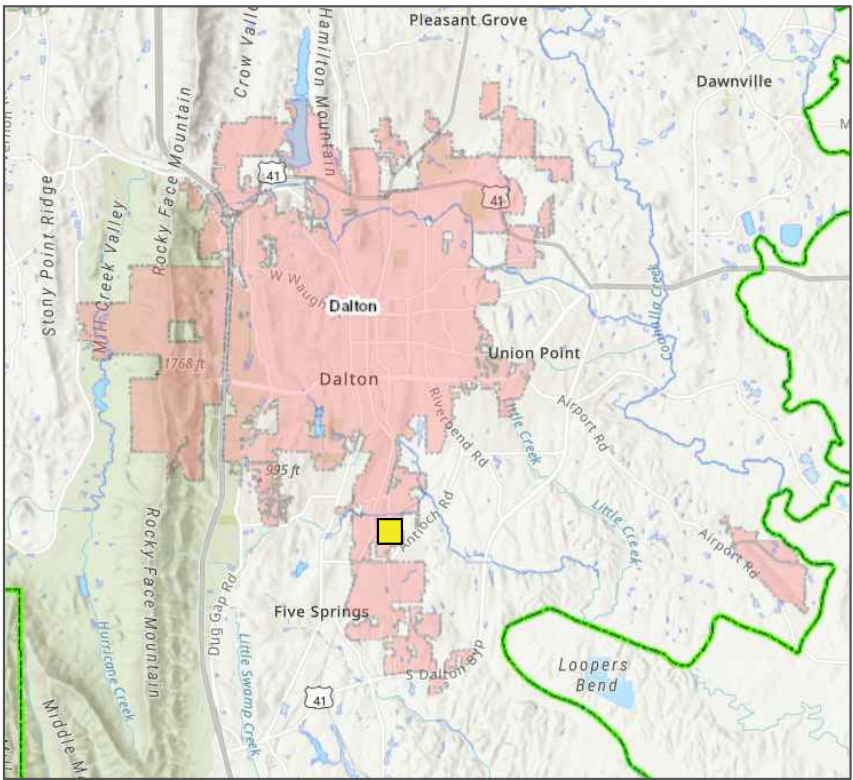 Pleasant Grove
Crow Valle
Hamilton Mountain
Dawnville
41
Rocky Face Mountain
41
Stony Point Ridge
Mill Creek Valley
W Waugh
Dalton
Coahulla Creek
Union Point
1768 ft
Dalton
Riverbend Rd
Little Creek
Airport Rd
995 ft
Antioch Rd
Little Creek
Airport Rd
Rocky Face Mountain
Dug Gap Rd
Five Springs
Hurricane Creek
Little Swamp Creek
S Dalton Byp
Loopers
Bend
41
Middle Mo